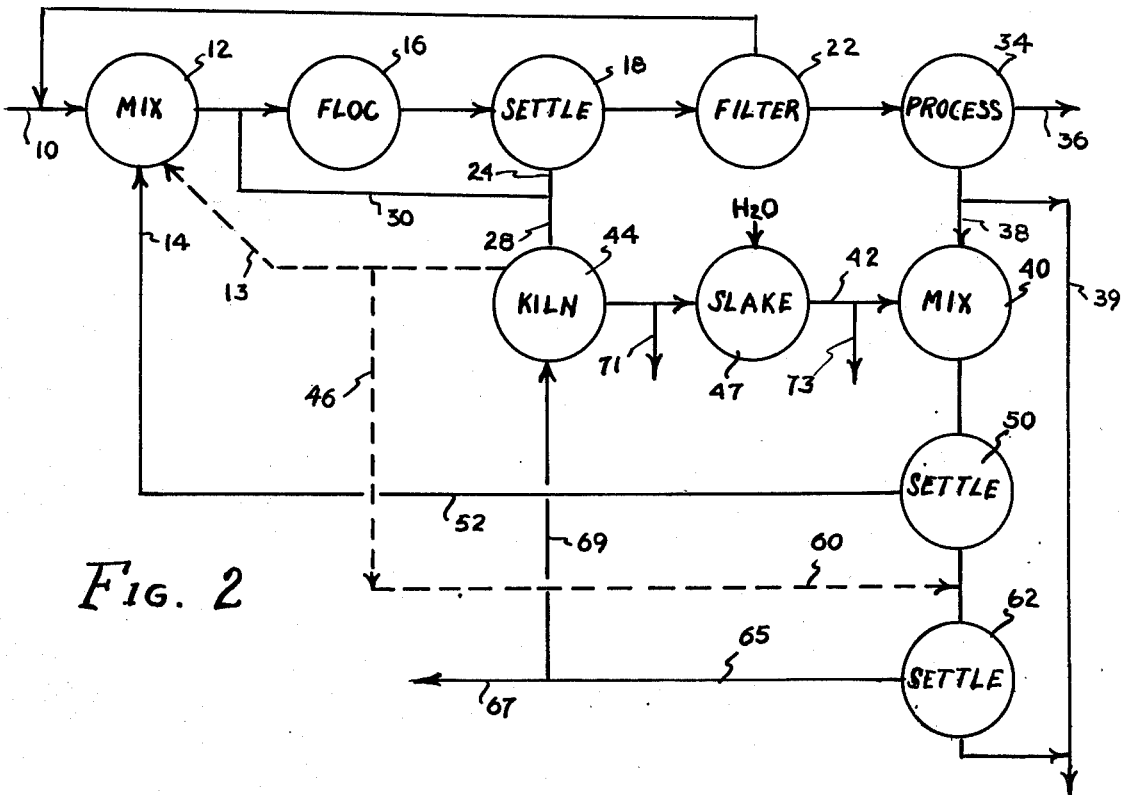 12
16
18
22
34
MIX
FLOC
SETTLE
FILTER
PROCESS
10
36
24
30
14
28
H2O
38
13
44
42
40
39
KILN
SLAKE
MIX
71
47
73
46
50
SETTLE
52
69
60
62
65
SETTLE
67
FIG. 2